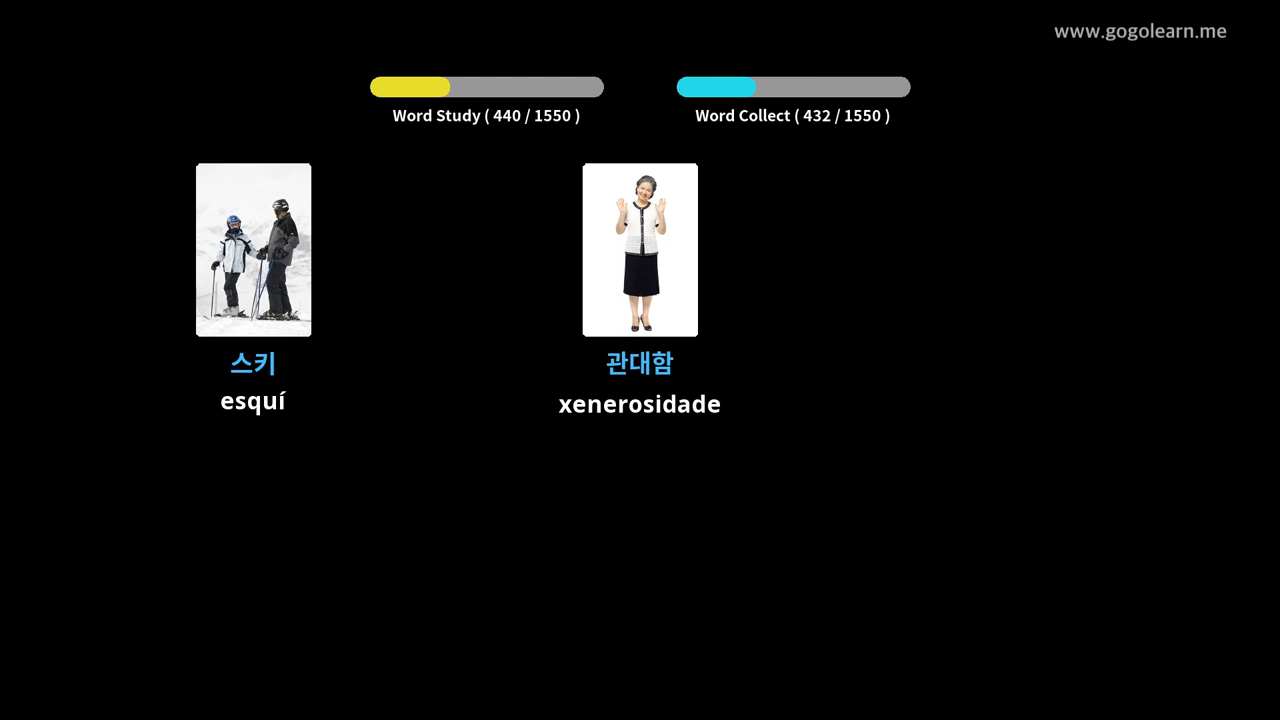 www.gogolearn.me
Word Study ( 440 / 1550 )
Word Collect ( 432 / 1550 )
스키
esquí
관대함
xenerosidade